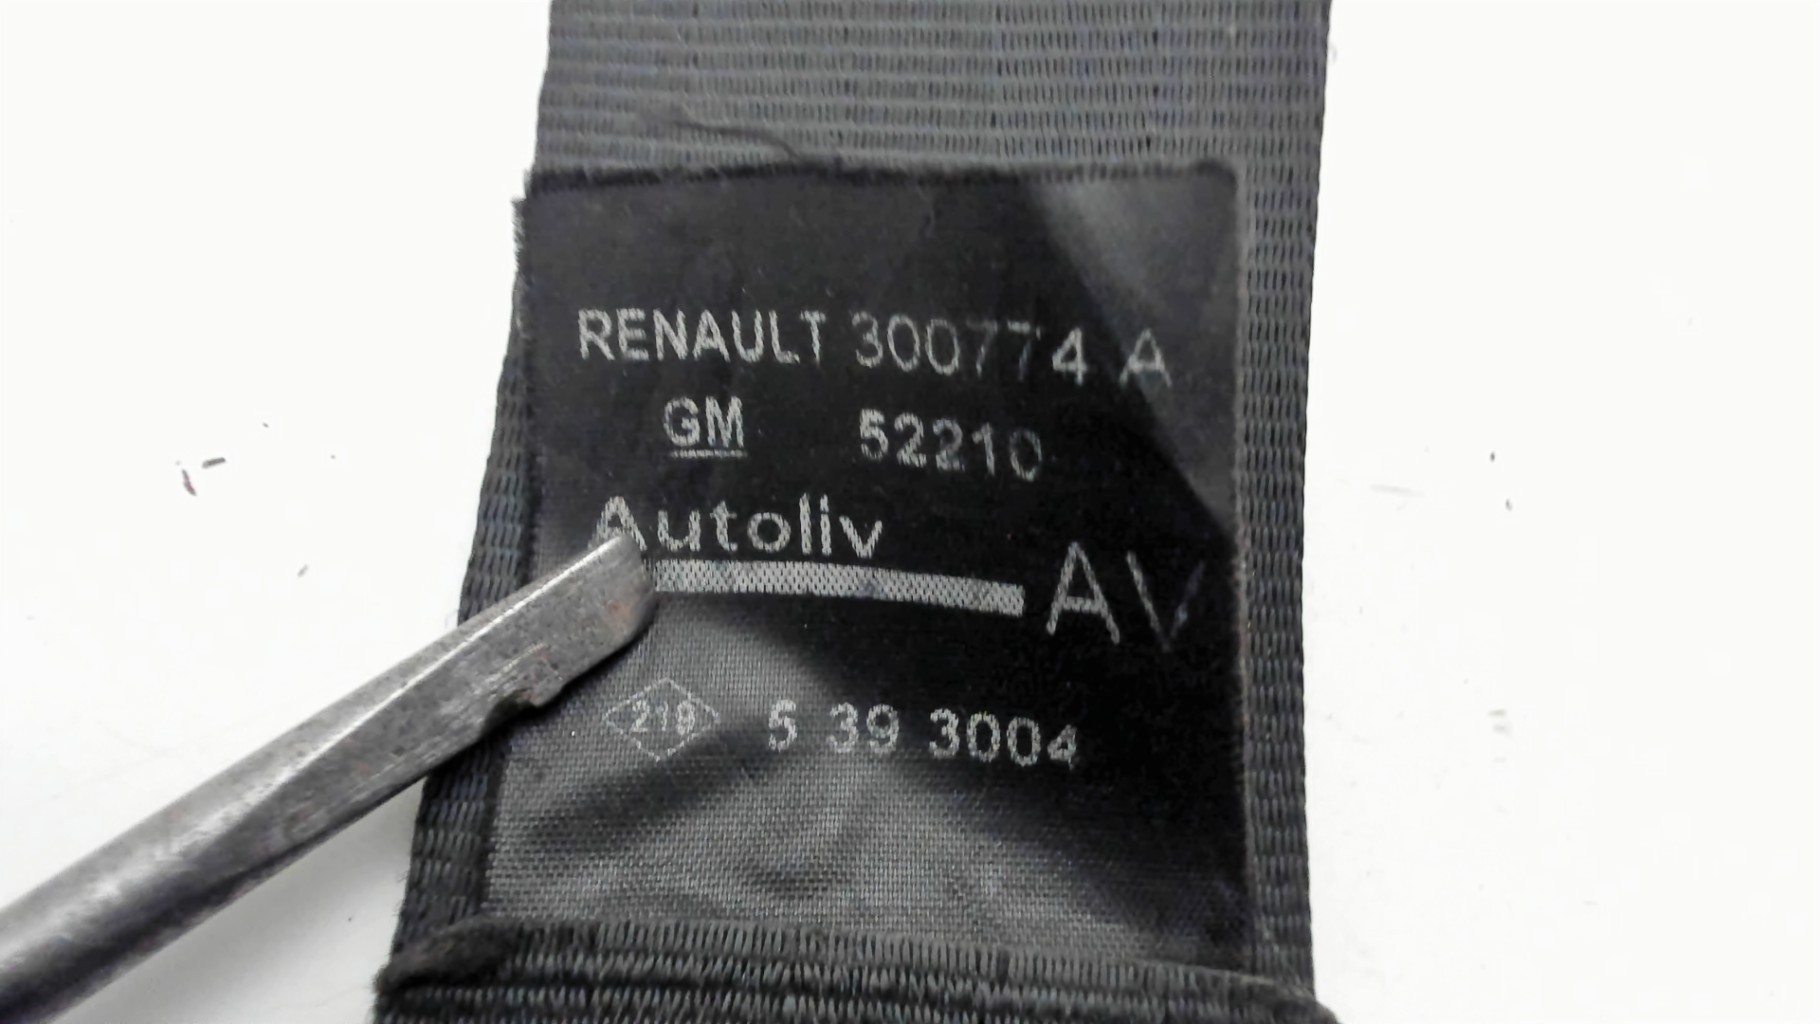 RENAULT 300774 A
GM 52210
Autoliv
AV
219 5 39 3004